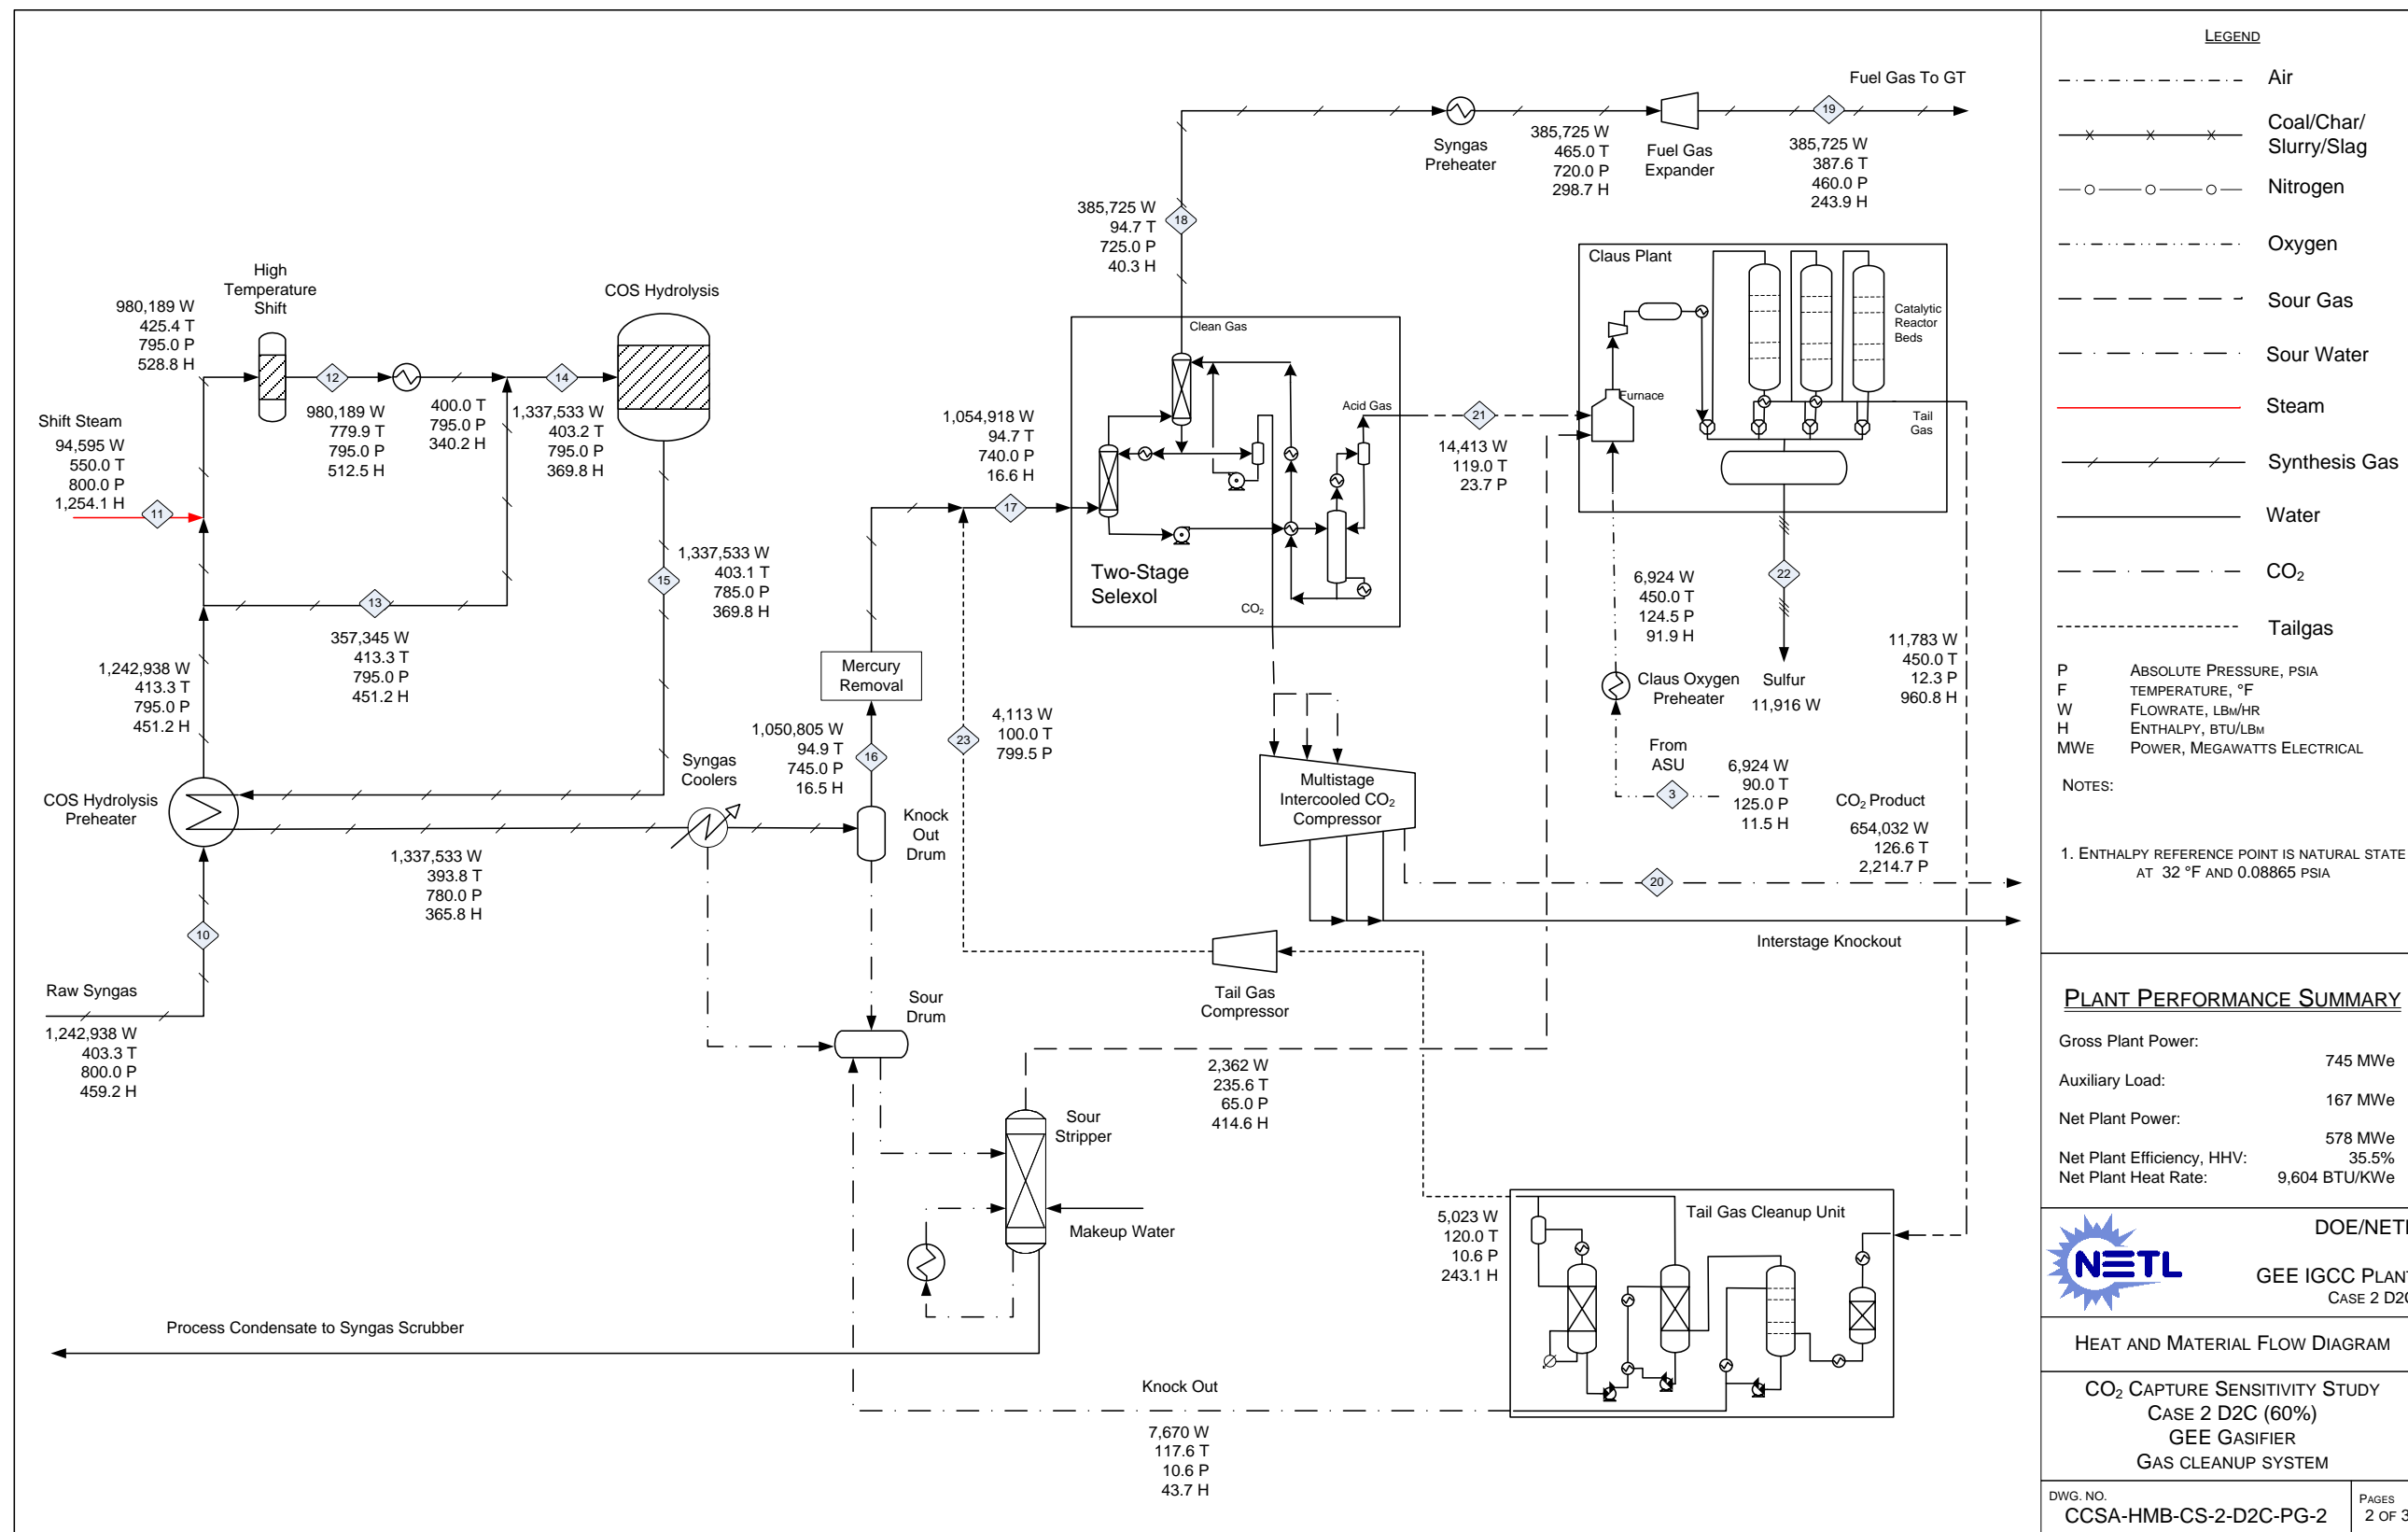 Fuel Gas To GT
19
385,725 W
387.6 T
460.0 P
243.9 H
Fuel Gas
Expander
385,725 W
465.0 T
720.0 P
298.7 H
Syngas
Preheater
385,725 W
94.7 T
725.0 P
40.3 H
18
High
Temperature
Shift
COS Hydrolysis
980,189 W
425.4 T
795.0 P
528.8 H
12
14
980,189 W
779.9 T
795.0 P
512.5 H
400.0 T
795.0 P
340.2 H
1,337,533 W
403.2 T
795.0 P
369.8 H
Shift Steam
94,595 W
550.0 T
800.0 P
1,254.1 H
11
1,337,533 W
403.1 T
785.0 P
369.8 H
15
13
357,345 W
413.3 T
795.0 P
451.2 H
1,242,938 W
413.3 T
795.0 P
451.2 H
COS Hydrolysis
Preheater
1,337,533 W
393.8 T
780.0 P
365.8 H
10
Raw Syngas
1,242,938 W
403.3 T
800.0 P
459.2 H
Syngas
Coolers
Mercury
Removal
1,050,805 W
94.9 T
745.0 P
16.5 H
16
Knock
Out
Drum
1,054,918 W
94.7 T
740.0 P
16.6 H
17
23
4,113 W
100.0 T
799.5 P
Clean Gas
Acid Gas
Two-Stage
Selexol
CO₂
21
14,413 W
119.0 T
23.7 P
Claus Plant
Furnace
Catalytic
Reactor
Beds
Tail
Gas
22
Sulfur
11,916 W
6,924 W
450.0 T
124.5 P
91.9 H
Claus Oxygen
Preheater
From
ASU
3
6,924 W
90.0 T
125.0 P
11.5 H
11,783 W
450.0 T
12.3 P
960.8 H
Multistage
Intercooled CO₂
Compressor
CO₂ Product
654,032 W
126.6 T
2,214.7 P
20
Interstage Knockout
Tail Gas
Compressor
Sour
Drum
2,362 W
235.6 T
65.0 P
414.6 H
Sour
Stripper
Makeup Water
5,023 W
120.0 T
10.6 P
243.1 H
Tail Gas Cleanup Unit
Process Condensate to Syngas Scrubber
Knock Out
7,670 W
117.6 T
10.6 P
43.7 H
LEGEND
Air
Coal/Char/
Slurry/Slag
Nitrogen
Oxygen
Sour Gas
Sour Water
Steam
Synthesis Gas
Water
CO₂
Tailgas
P ABSOLUTE PRESSURE, PSIA
F TEMPERATURE, °F
W FLOWRATE, LBM/HR
H ENTHALPY, BTU/LBM
MWE POWER, MEGAWATTS ELECTRICAL
NOTES:
1. ENTHALPY REFERENCE POINT IS NATURAL STATE
AT 32 °F AND 0.08865 PSIA
PLANT PERFORMANCE SUMMARY
Gross Plant Power:
745 MWe
Auxiliary Load:
167 MWe
Net Plant Power:
578 MWe
Net Plant Efficiency, HHV: 35.5%
Net Plant Heat Rate: 9,604 BTU/KWe
NETL
GEE IGCC
CASE 2
HEAT AND MATERIAL FLOW DIAGRAM
CO₂ CAPTURE SENSITIVITY STUDY
CASE 2 D2C (60%)
GEE GASIFIER
GAS CLEANUP SYSTEM
DWG. NO.
CCSA-HMB-CS-2-D2C-PG-2
PAGES
2 OF 3